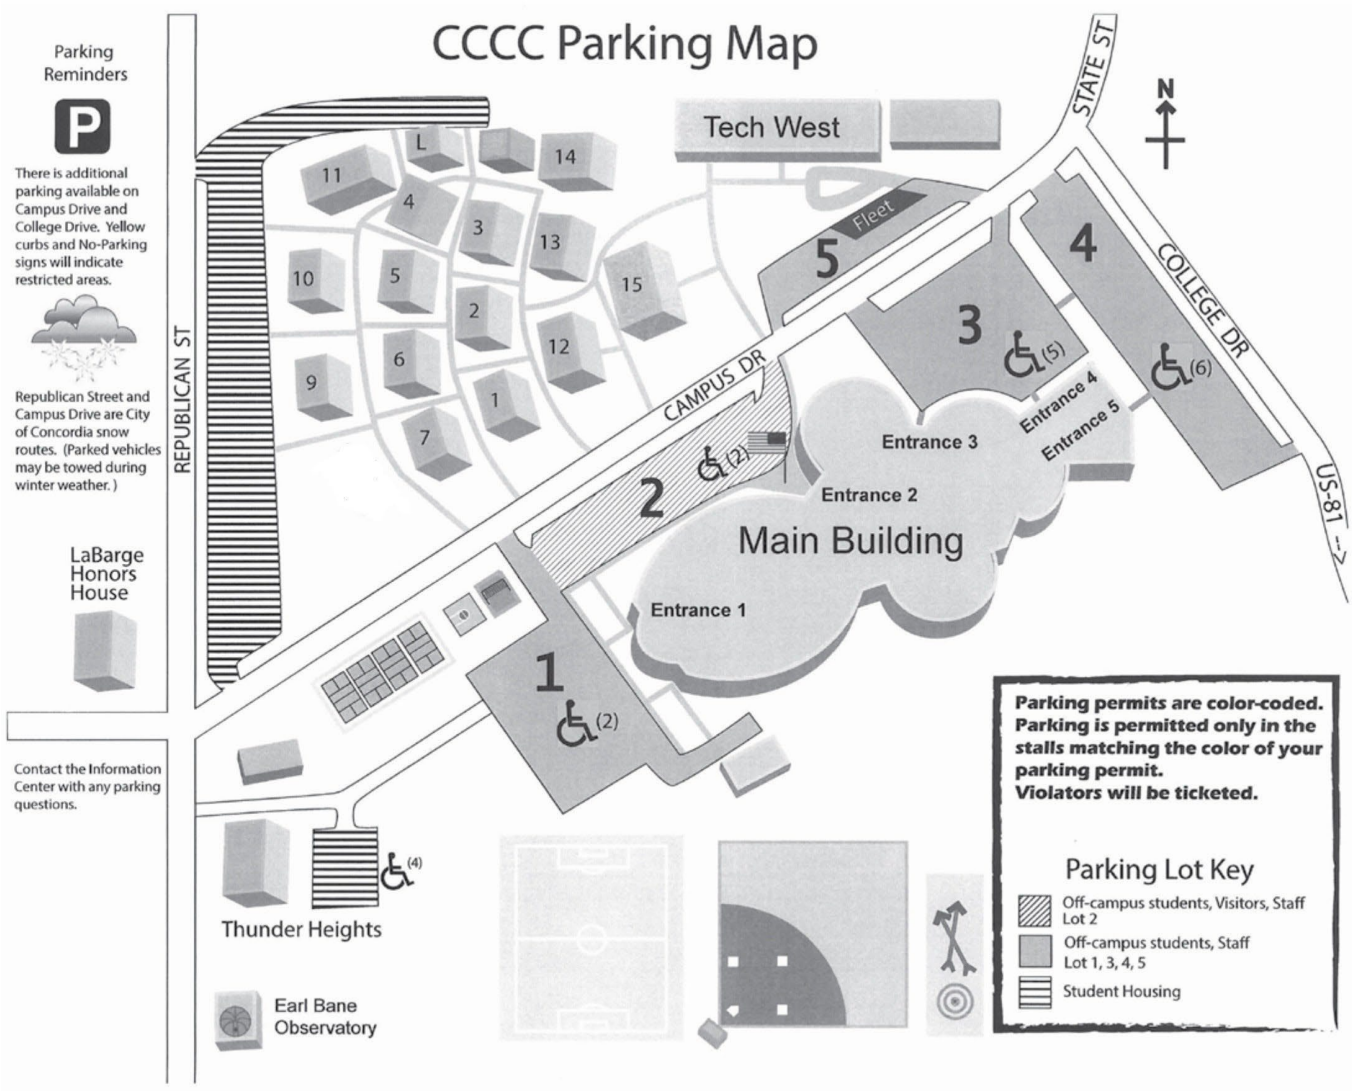 CCCC Parking Map
Parking
Reminders
P
There is additional
parking available on
Campus Drive and
College Drive. Yellow
curbs and No-Parking
signs will indicate
restricted areas.
Republican Street and
Campus Drive are City
of Concordia snow
routes. (Parked vehicles
may be towed during
winter weather.)
LaBarge
Honors
House
Contact the Information
Center with any parking
questions.
REPUBLICAN ST
STATE ST
N
Tech West
L
11
14
4
3
13
10
5
15
2
12
9
6
1
7
Fleet
5
4
COLLEGE DR
3
(5)
(6)
CAMPUS DR
Entrance 4
Entrance 5
Entrance 3
(2)
2
Entrance 2
US-81 -->
Main Building
Entrance 1
1
(2)
(4)
Thunder Heights
Earl Bane
Observatory
Parking permits are color-coded.
Parking is permitted only in the
stalls matching the color of your
parking permit.
Violators will be ticketed.
Parking Lot Key
Off-campus students, Visitors, Staff
Lot 2
Off-campus students, Staff
Lot 1, 3, 4, 5
Student Housing